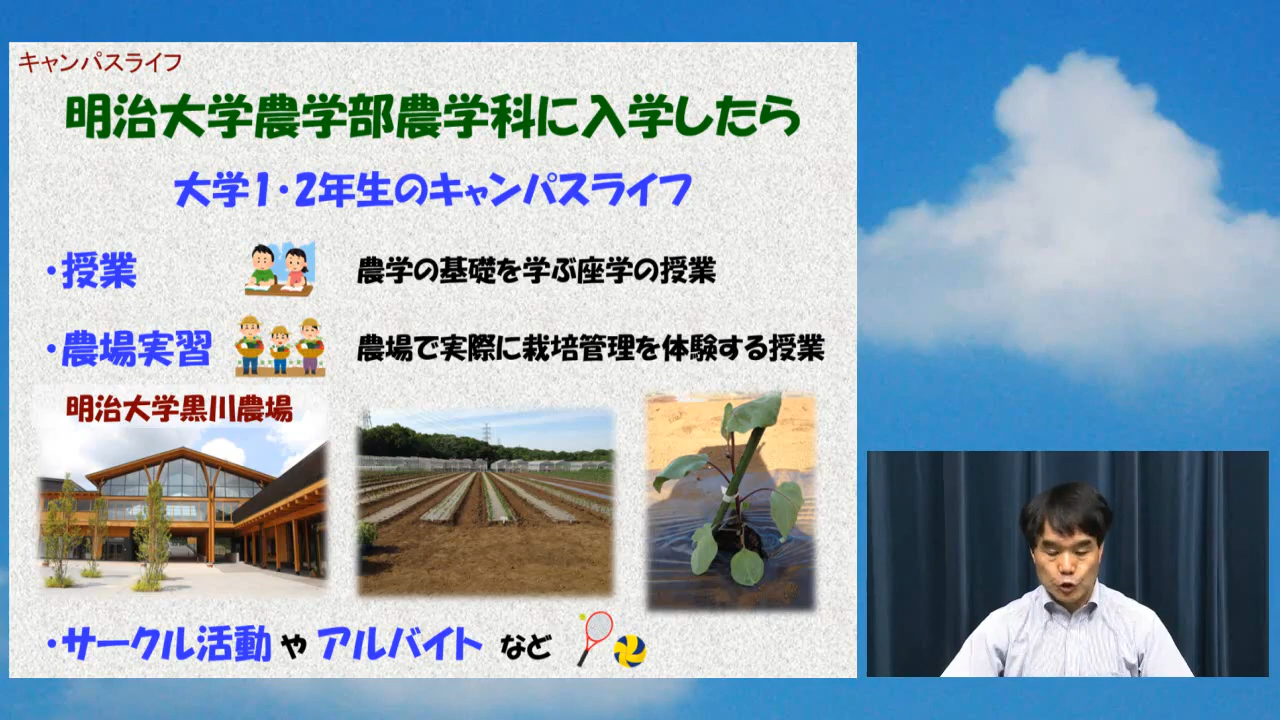 キャンパスライフ
明治大学農学部農学科に入学したら
大学1・2年生のキャンパスライフ
・授業 農学の基礎を学ぶ座学の授業
・農場実習 農場で実際に栽培管理を体験する授業
明治大学黒川農場
・サークル活動 や アルバイト など